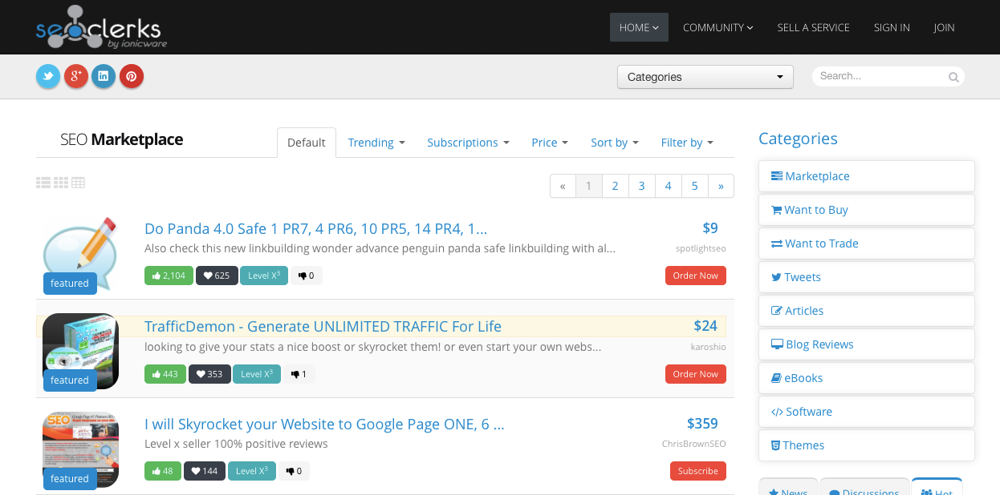 seoclerks
by ionicware
HOME
COMMUNITY
SELL A SERVICE
SIGN IN
JOIN
Categories
Search...
SEO Marketplace
Default
Trending
Subscriptions
Price
Sort by
Filter by
Categories
« 1 2 3 4 5 »
Marketplace
Want to Buy
Want to Trade
Tweets
Articles
Blog Reviews
eBooks
Software
Themes
Do Panda 4.0 Safe 1 PR7, 4 PR6, 10 PR5, 14 PR4, 1...
$9
Also check this new linkbuilding wonder advance penguin panda safe linkbuilding with al...
spotlightseo
featured
2,104
625
Level X³
0
Order Now
TrafficDemon - Generate UNLIMITED TRAFFIC For Life
$24
looking to give your stats a nice boost or skyrocket them! or even start your own webs...
karoshio
featured
443
353
Level X³
1
Order Now
I will Skyrocket your Website to Google Page ONE, 6 ...
$359
Level x seller 100% positive reviews
ChrisBrownSEO
SEO
featured
48
144
Level X³
0
Subscribe
News
Discussions
Hot